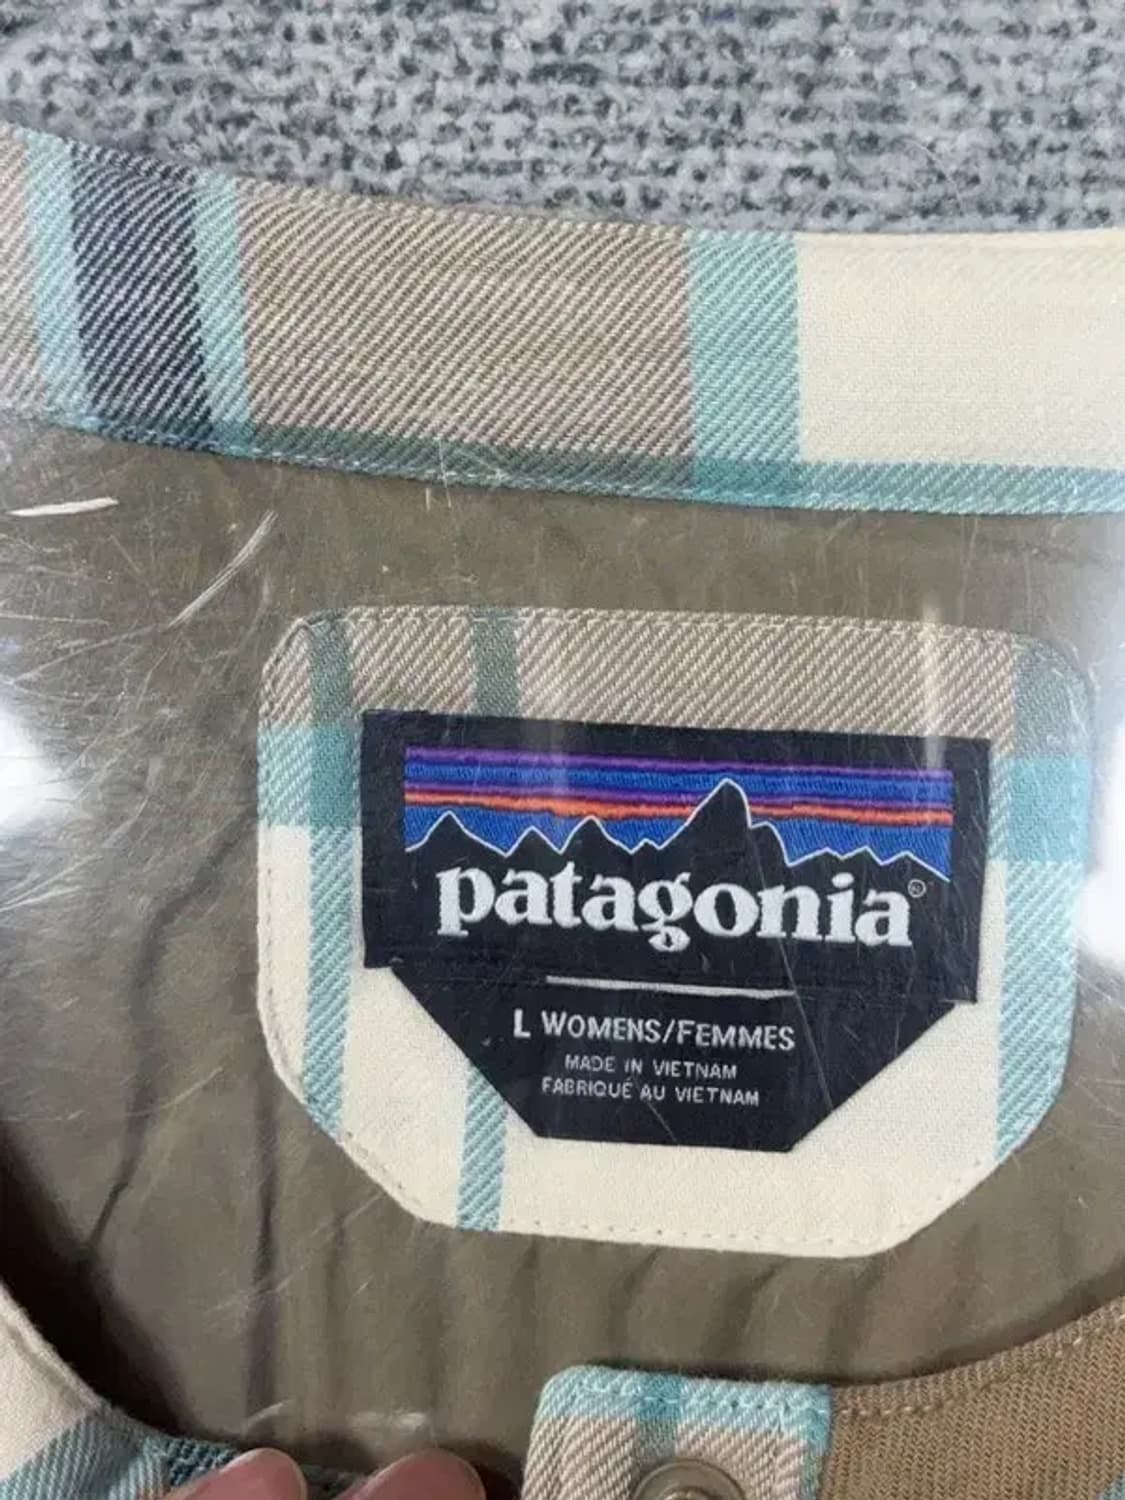 patagonia®
L WOMENS/FEMMES
MADE IN VIETNAM
FABRIQUÉ AU VIETNAM